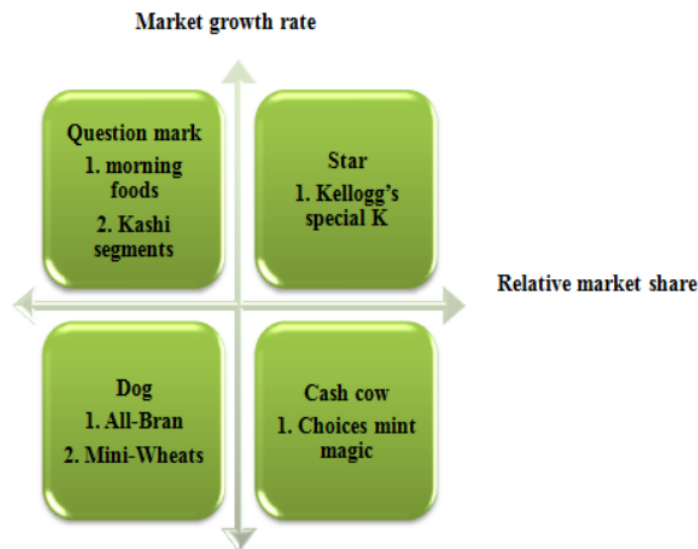 Market growth rate
Question mark
1. morning
foods
2. Kashi
segments
Star
1. Kellogg’s
special K
Relative market share
Dog
1. All-Bran
2. Mini-Wheats
Cash cow
1. Choices mint
magic